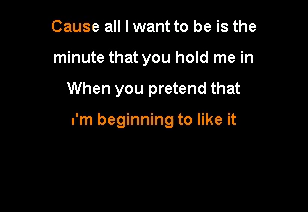 Cause all I want to be is the
minute that you hold me in
When you pretend that
I'm beginning to like it